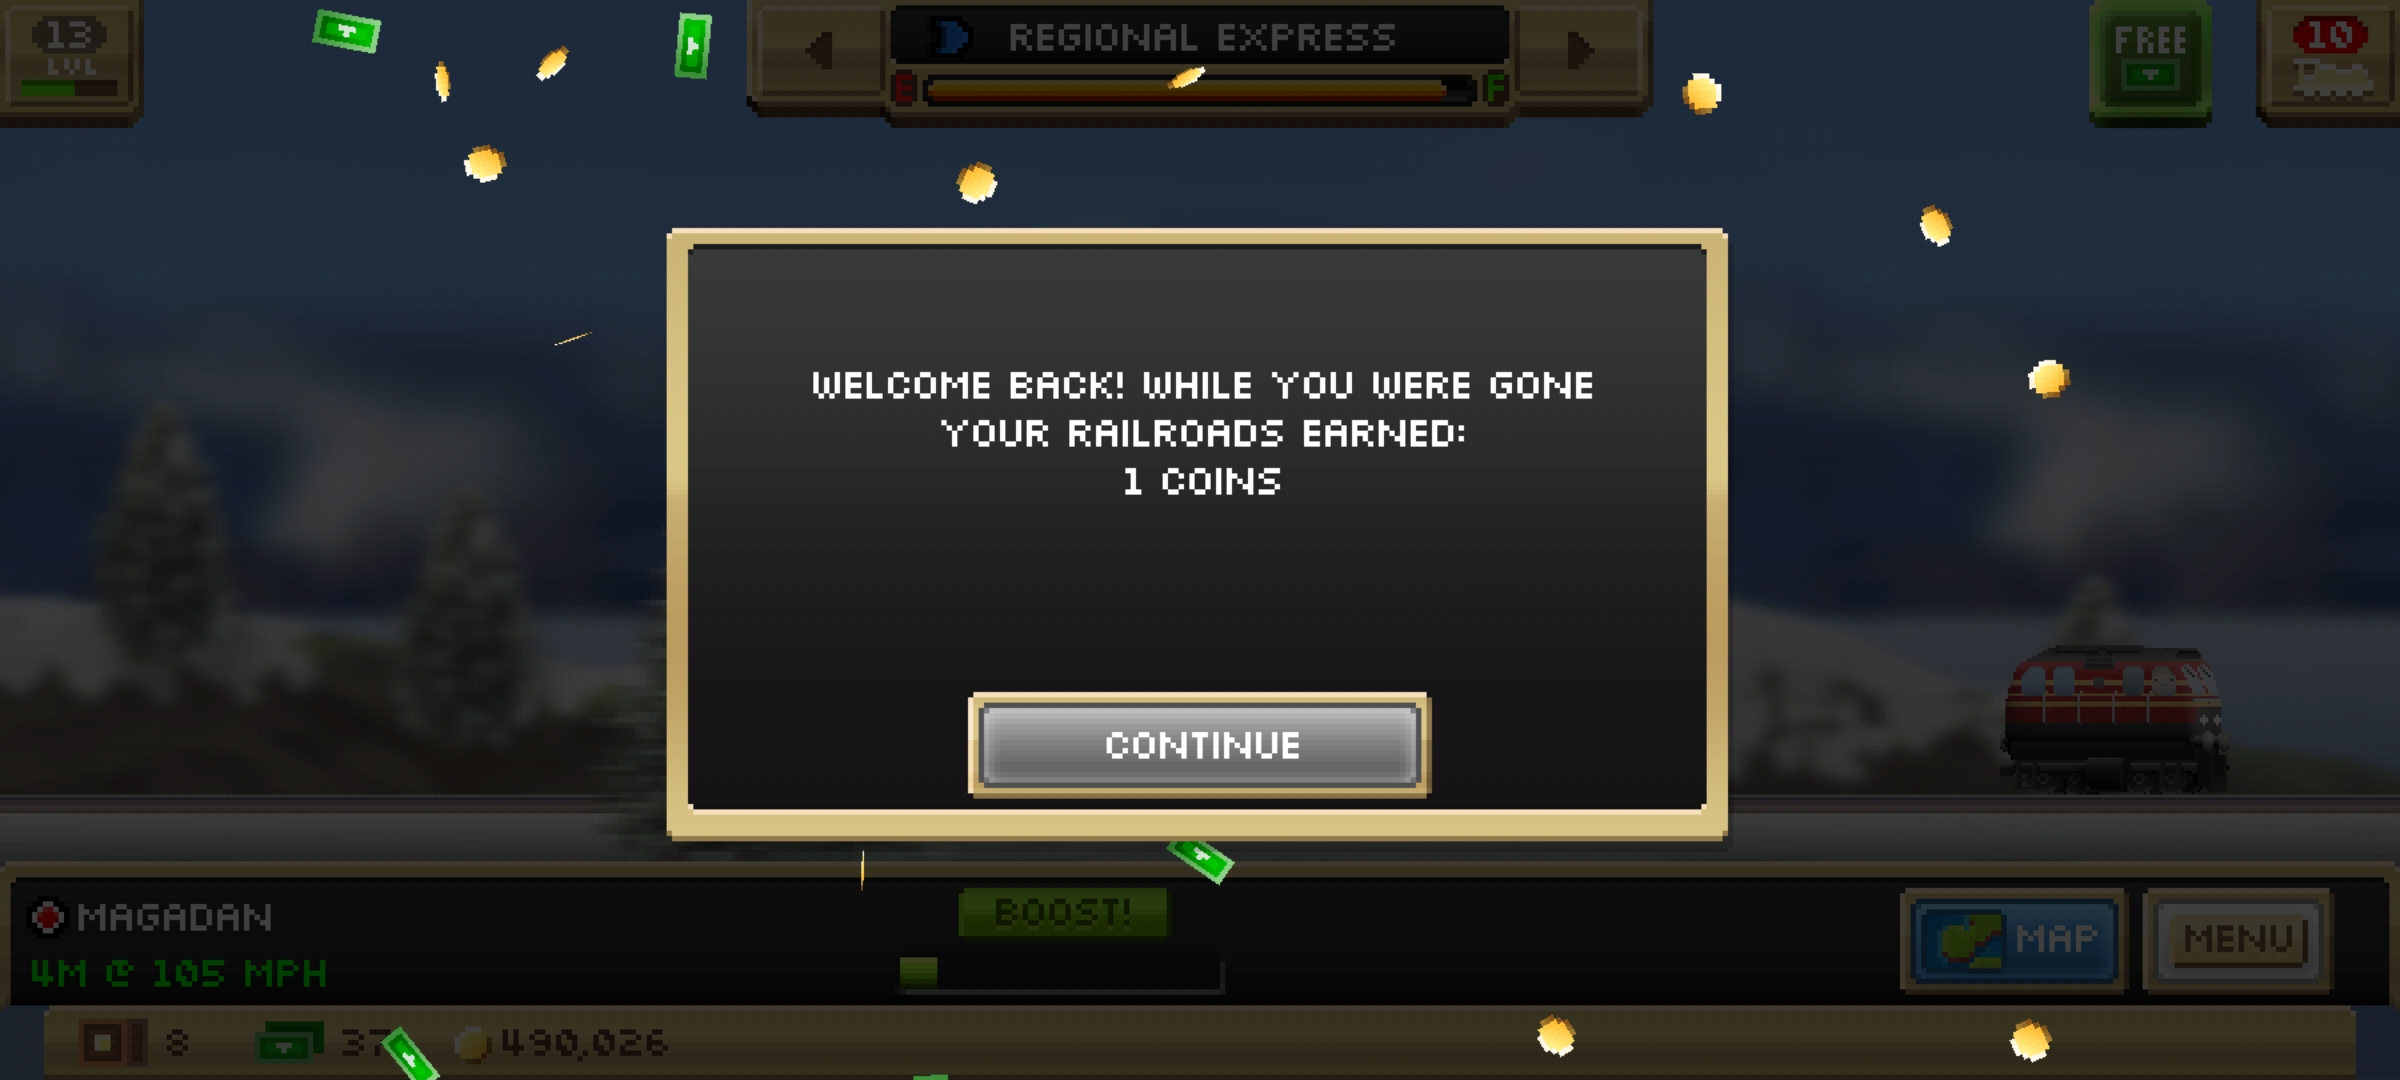 13
LVL
REGIONAL EXPRESS
E F
FREE
10
WELCOME BACK! WHILE YOU WERE GONE
YOUR RAILROADS EARNED:
1 COINS
CONTINUE
MAGADAN
4M @ 105 MPH
BOOST!
MAP
MENU
8 490,026